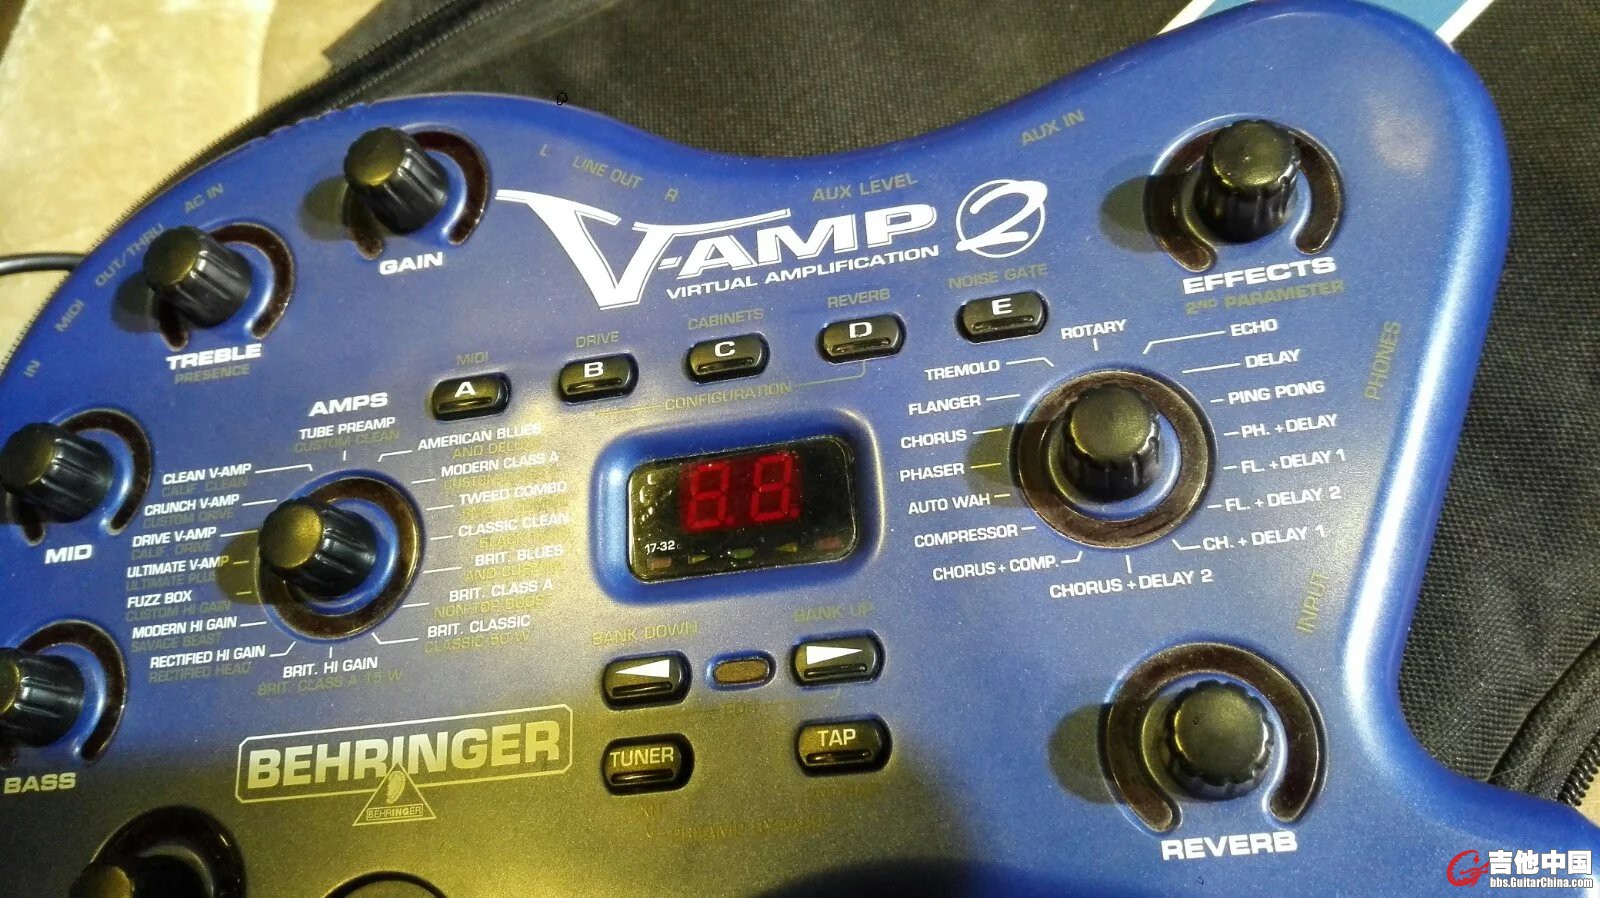 L LINE OUT R
AUX IN
AUX LEVEL
AC IN
MIDI OUT/THRU
IN
GAIN
TREBLE
PRESENCE
V-AMP 2
VIRTUAL AMPLIFICATION
EFFECTS
2ND PARAMETER
PHONES
INPUT
MIDI
A
DRIVE
B
CABINETS
C
REVERB
D
NOISE GATE
E
CONFIGURATION
AMPS
TUBE PREAMP
CUSTOM CLEAN
AMERICAN BLUES
MODERN CLASS A
TWEED COMBO
CLASSIC CLEAN
BRIT. BLUES
BRIT. CLASS A
NON TOP BOOST
BRIT. CLASSIC
CLASSIC 50 W
BRIT. HI GAIN
BRIT. CLASS A 15 W
RECTIFIED HI GAIN
RECTIFIED HEAD
MODERN HI GAIN
SAVAGE BEAST
FUZZ BOX
CUSTOM HI GAIN
ULTIMATE V-AMP
ULTIMATE PLUS
DRIVE V-AMP
CALIF. DRIVE
CRUNCH V-AMP
CUSTOM DRIVE
CLEAN V-AMP
CALIF. CLEAN
MID
BASS
8.8.
17-32
ROTARY
ECHO
DELAY
PING PONG
PH. + DELAY
FL. + DELAY 1
FL. + DELAY 2
CH. + DELAY 1
CHORUS + DELAY 2
CHORUS + COMP.
COMPRESSOR
AUTO WAH
PHASER
CHORUS
FLANGER
TREMOLO
BANK DOWN
BANK UP
TUNER
TAP
BEHRINGER
BEHRINGER
REVERB
吉他中国
bbs.GuitarChina.com